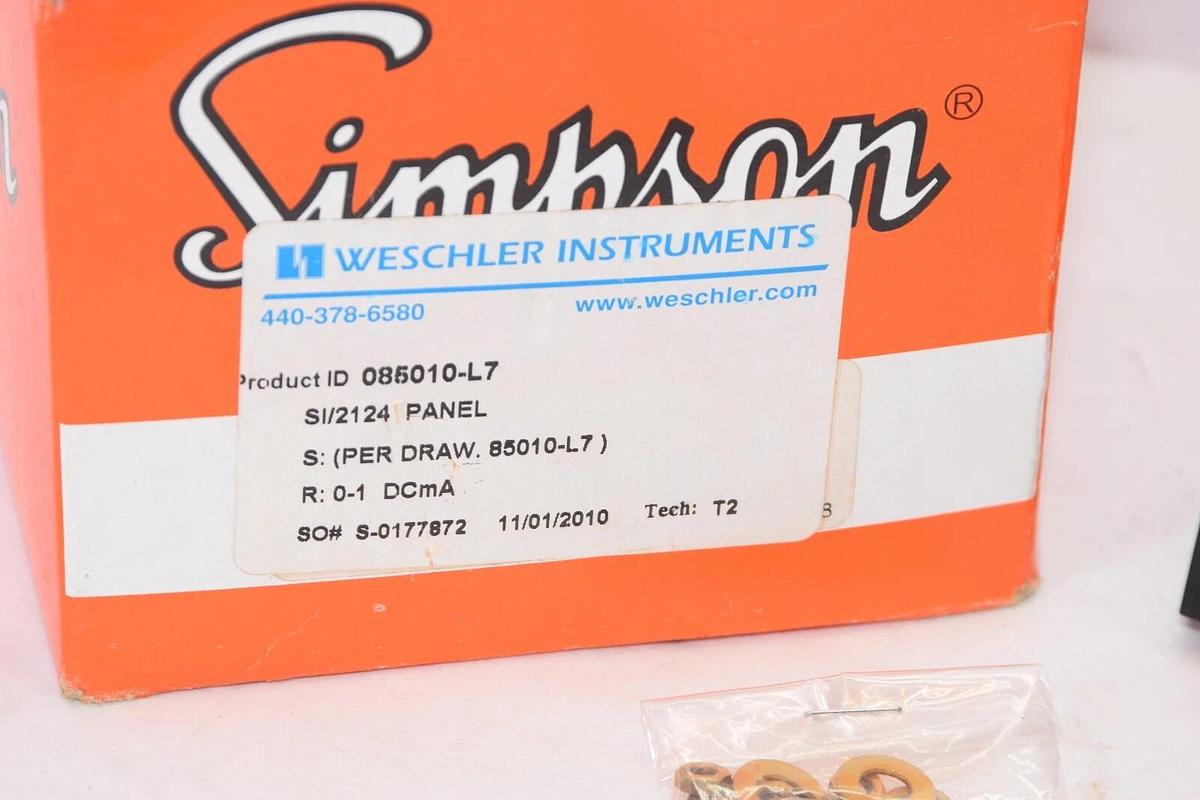 Simpson®
WESCHLER INSTRUMENTS
440-378-6580 www.weschler.com
Product ID 085010-L7
SI/2124 PANEL
S: (PER DRAW. 85010-L7 )
R: 0-1 DCmA
SO# S-0177872 11/01/2010 Tech: T2
8